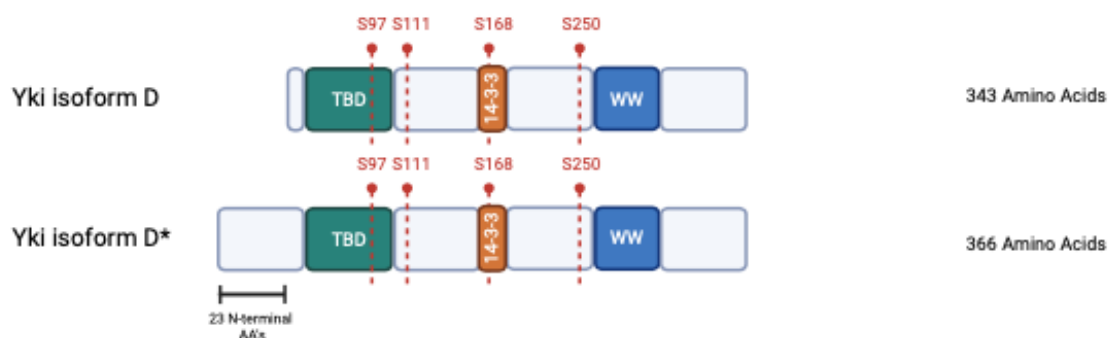 S97 S111 S168 S250
Yki isoform D TBD 14-3-3 WW 343 Amino Acids
S97 S111 S168 S250
Yki isoform D* TBD 14-3-3 WW 366 Amino Acids
23 N-terminal
AA's